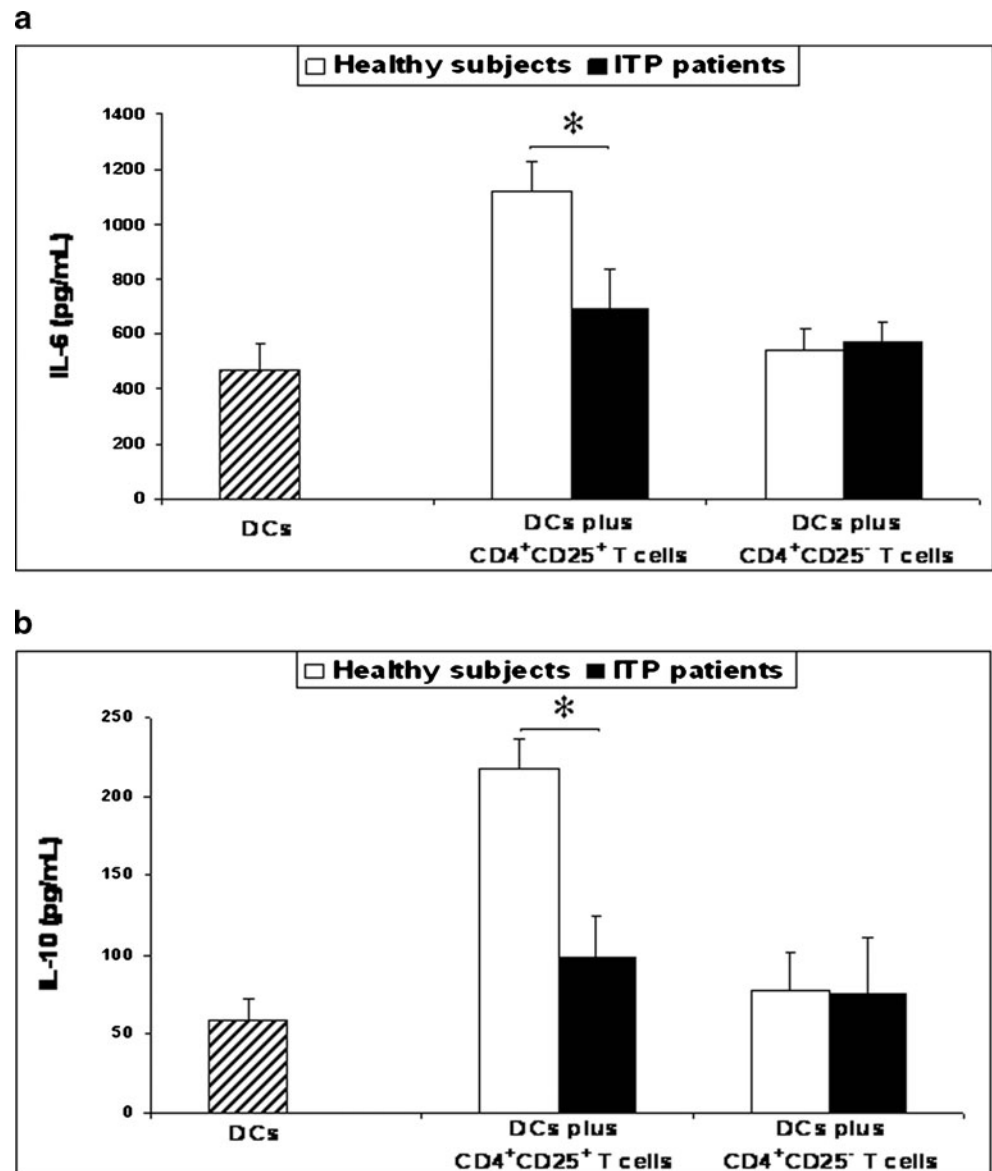 a
Healthy subjects ITP patients
1400
1200
1000
800
600
400
200
0
IL-6 (pg/mL)
*
DCs
DCs plus
CD4⁺CD25⁺ T cells
DCs plus
CD4⁺CD25⁻ T cells
b
Healthy subjects ITP patients
250
200
150
100
50
0
IL-10 (pg/mL)
*
DCs
DCs plus
CD4⁺CD25⁺ T cells
DCs plus
CD4⁺CD25⁻ T cells